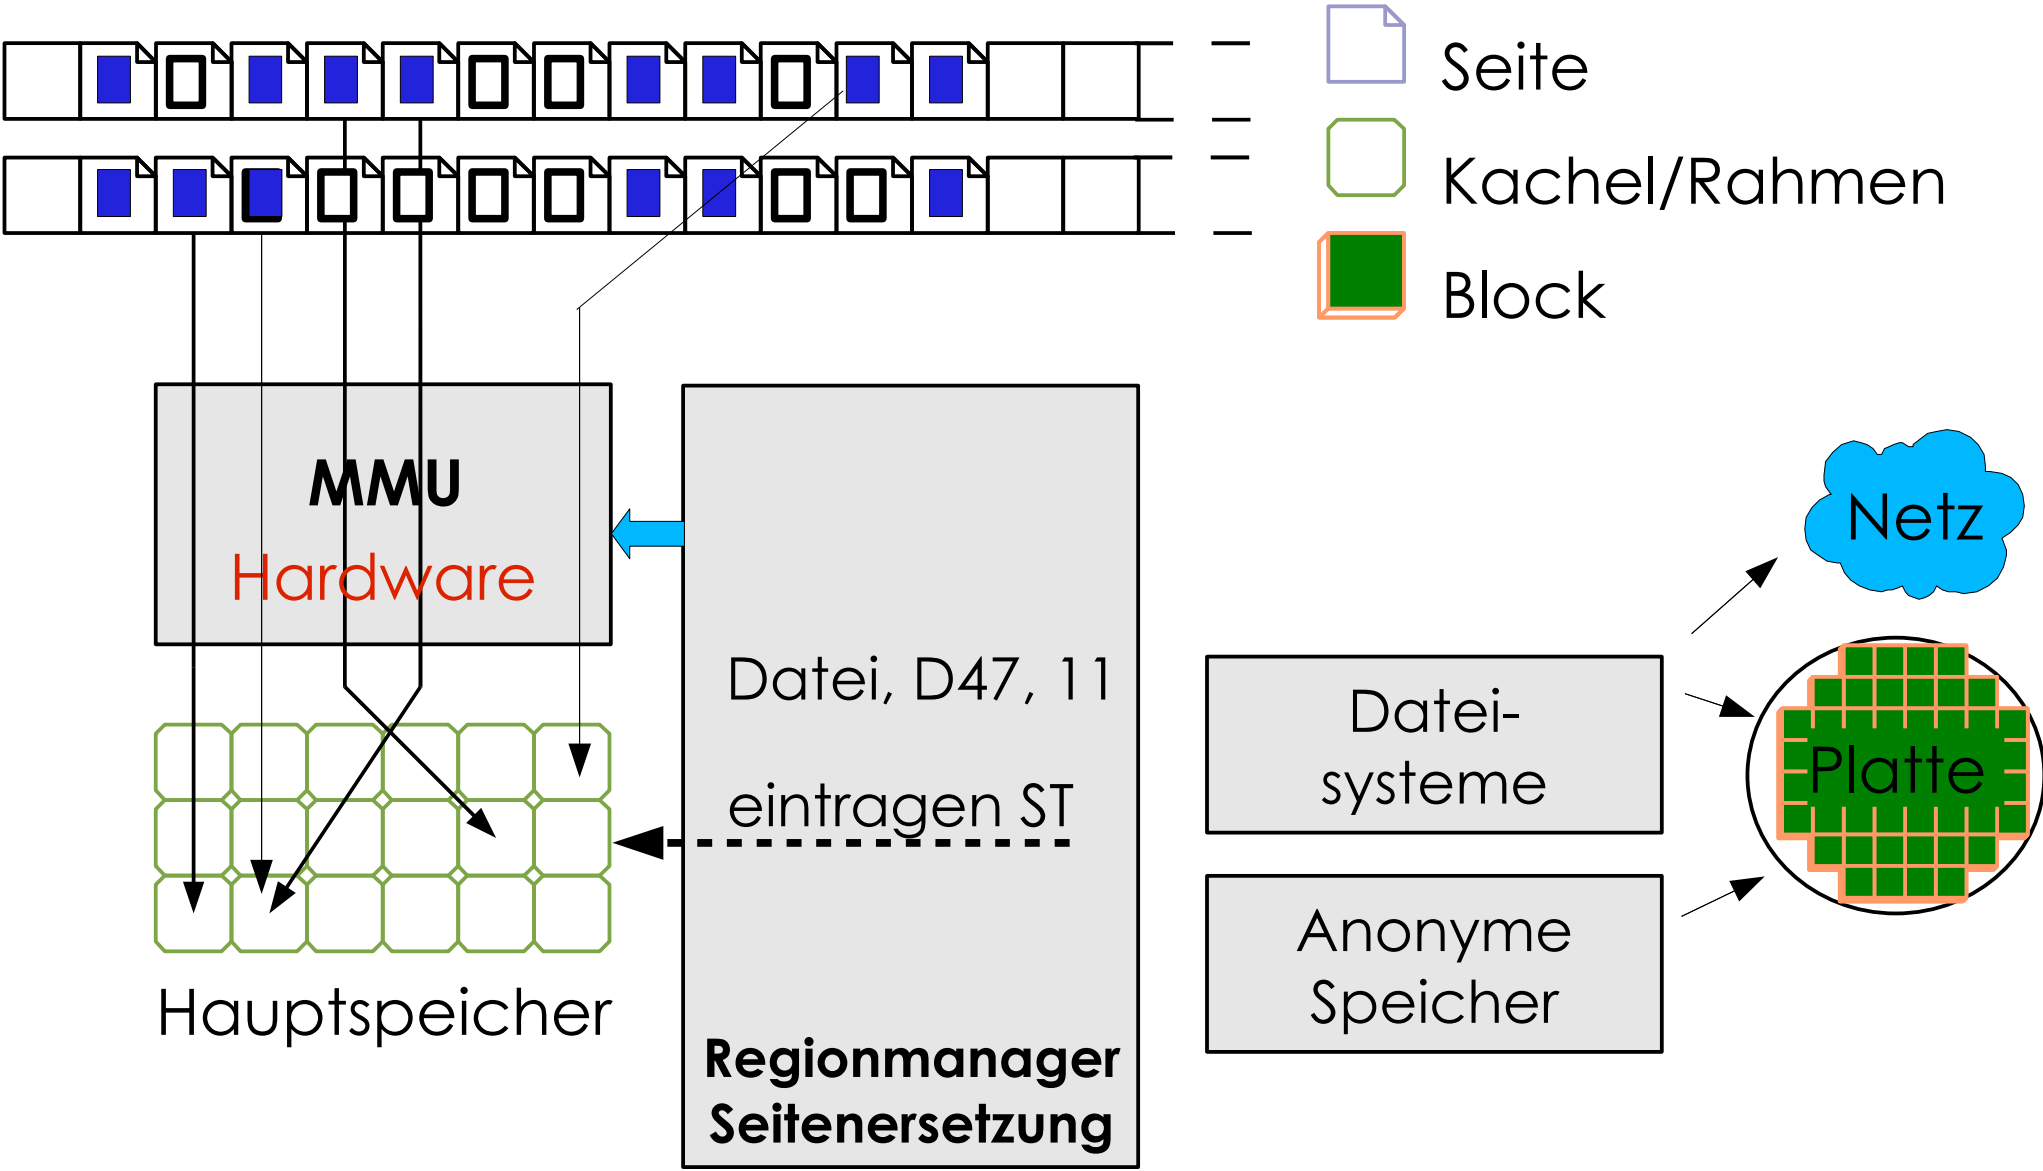 Seite
Kachel/Rahmen
Block
MMU
Hardware
Datei, D47, 11
eintragen ST
Regionmanager
Seitenersetzung
Hauptspeicher
Datei-
systeme
Anonyme
Speicher
Netz
Platte